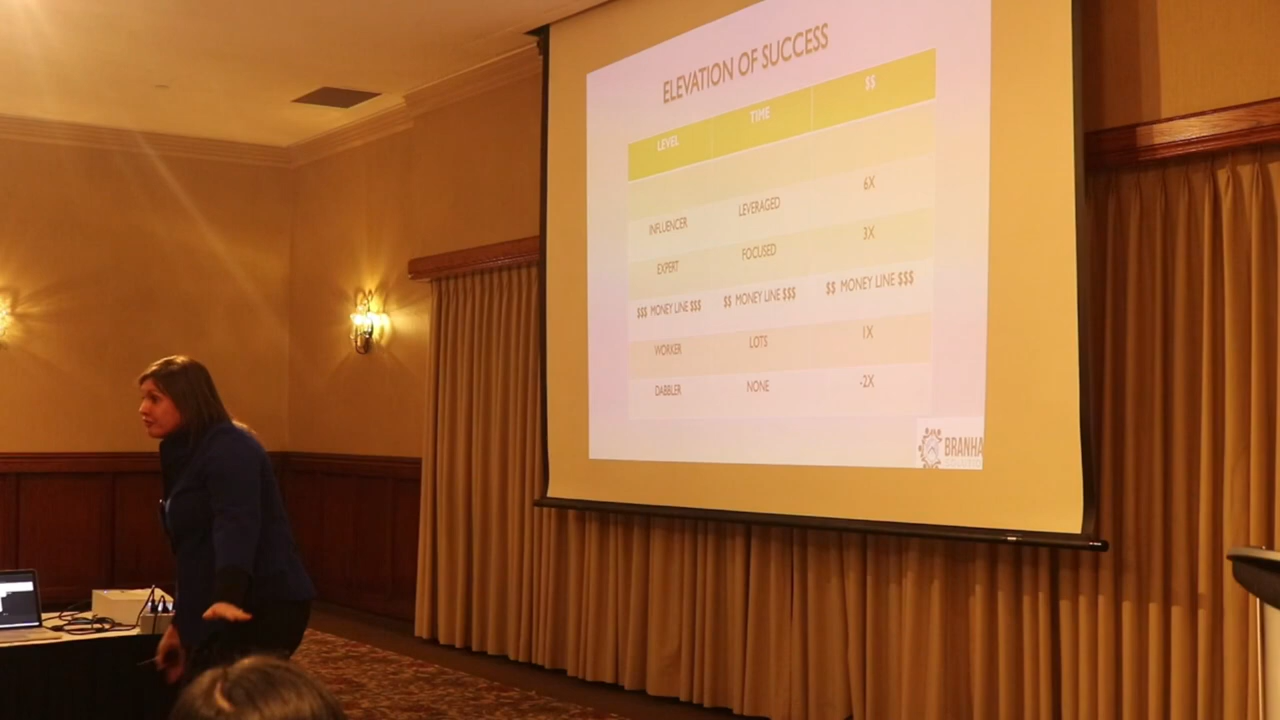 ELEVATION OF SUCCESS
LEVEL TIME $$
INFLUENCER LEVERAGED 6X
EXPERT FOCUSED 3X
$$$ MONEY LINE $$$ $$ MONEY LINE $$$ $$ MONEY LINE $$$
WORKER LOTS 1X
DABBLER NONE -2X
BRANHA